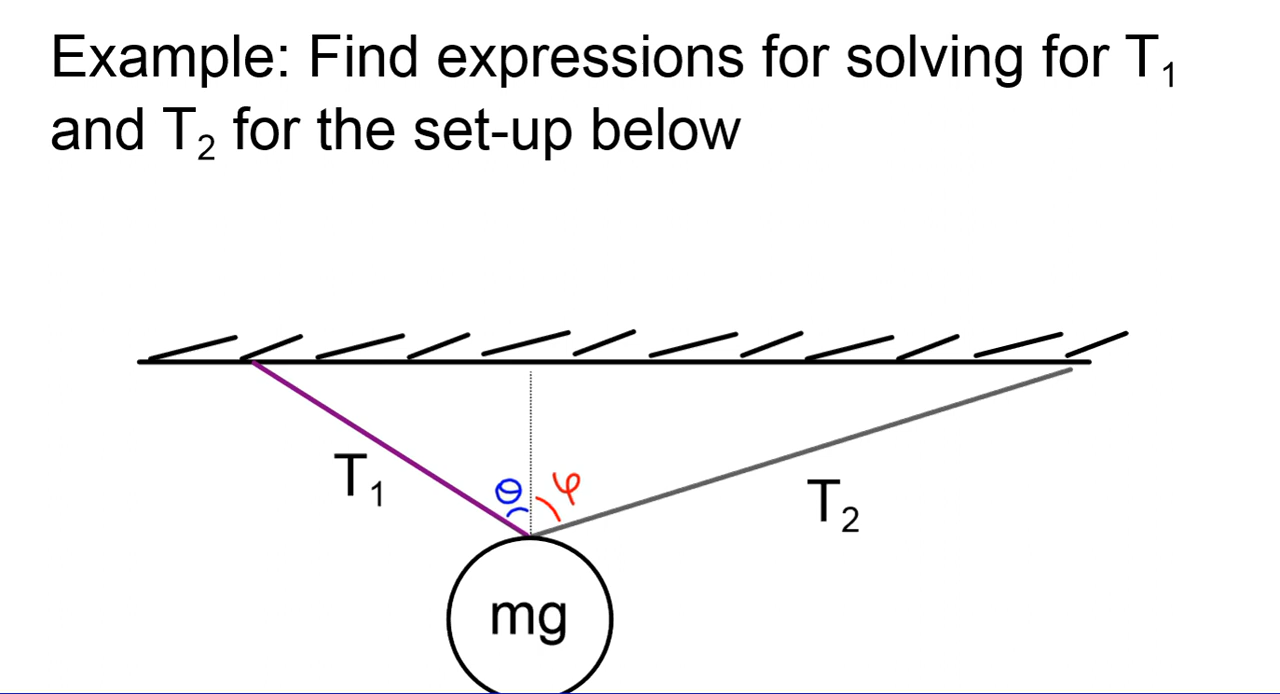 Example: Find expressions for solving for T₁
and T₂ for the set-up below
T₁
θ
φ
T₂
mg